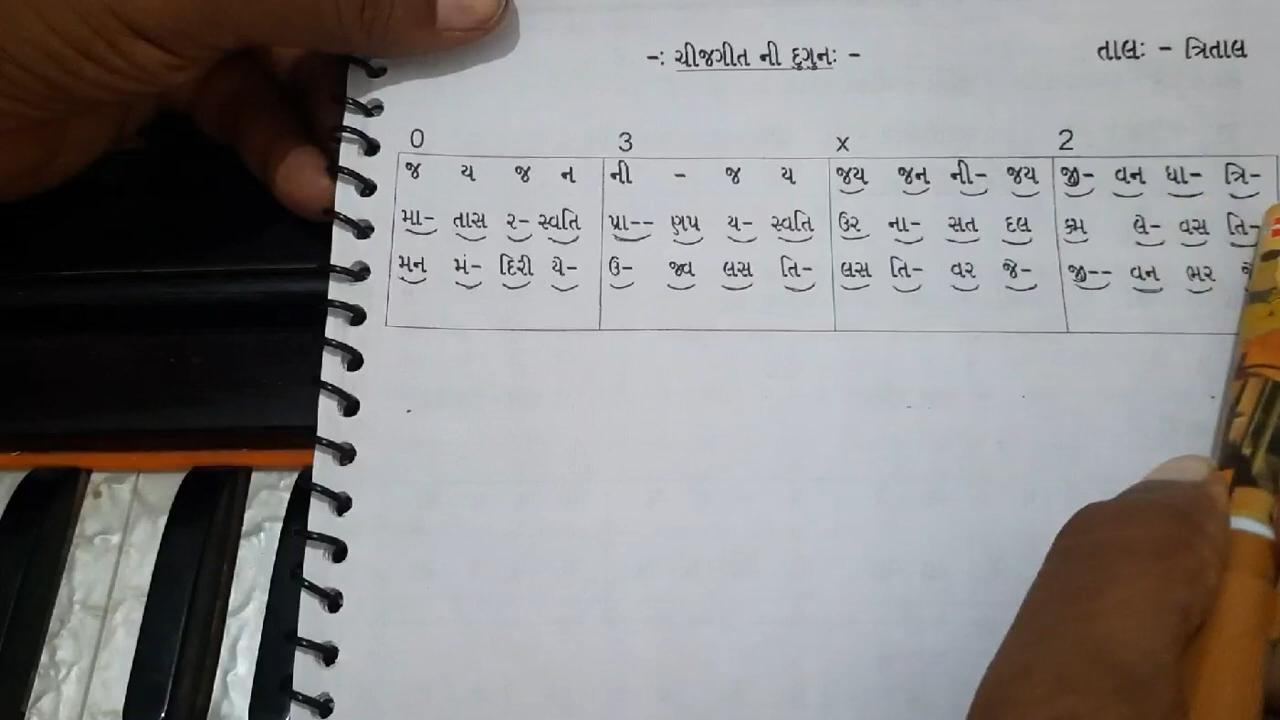 -: ચીજગીત ની દુગુનઃ - તાલઃ - ત્રિતાલ
0 3 x 2
જ ય જ ન ની - જ ય જય જન ની- જય જી- વન ધા- ત્રિ-
મા- તાસ ર- સ્વતિ પ્રા-- ણપ ય- સ્વતિ ઉર ના- સત દલ લે- વસ તિ-
મન મં- દિરી યે- ઉ- જ્વ લસ તિ- લસ તિ- વર જે- જી-- વન ભર